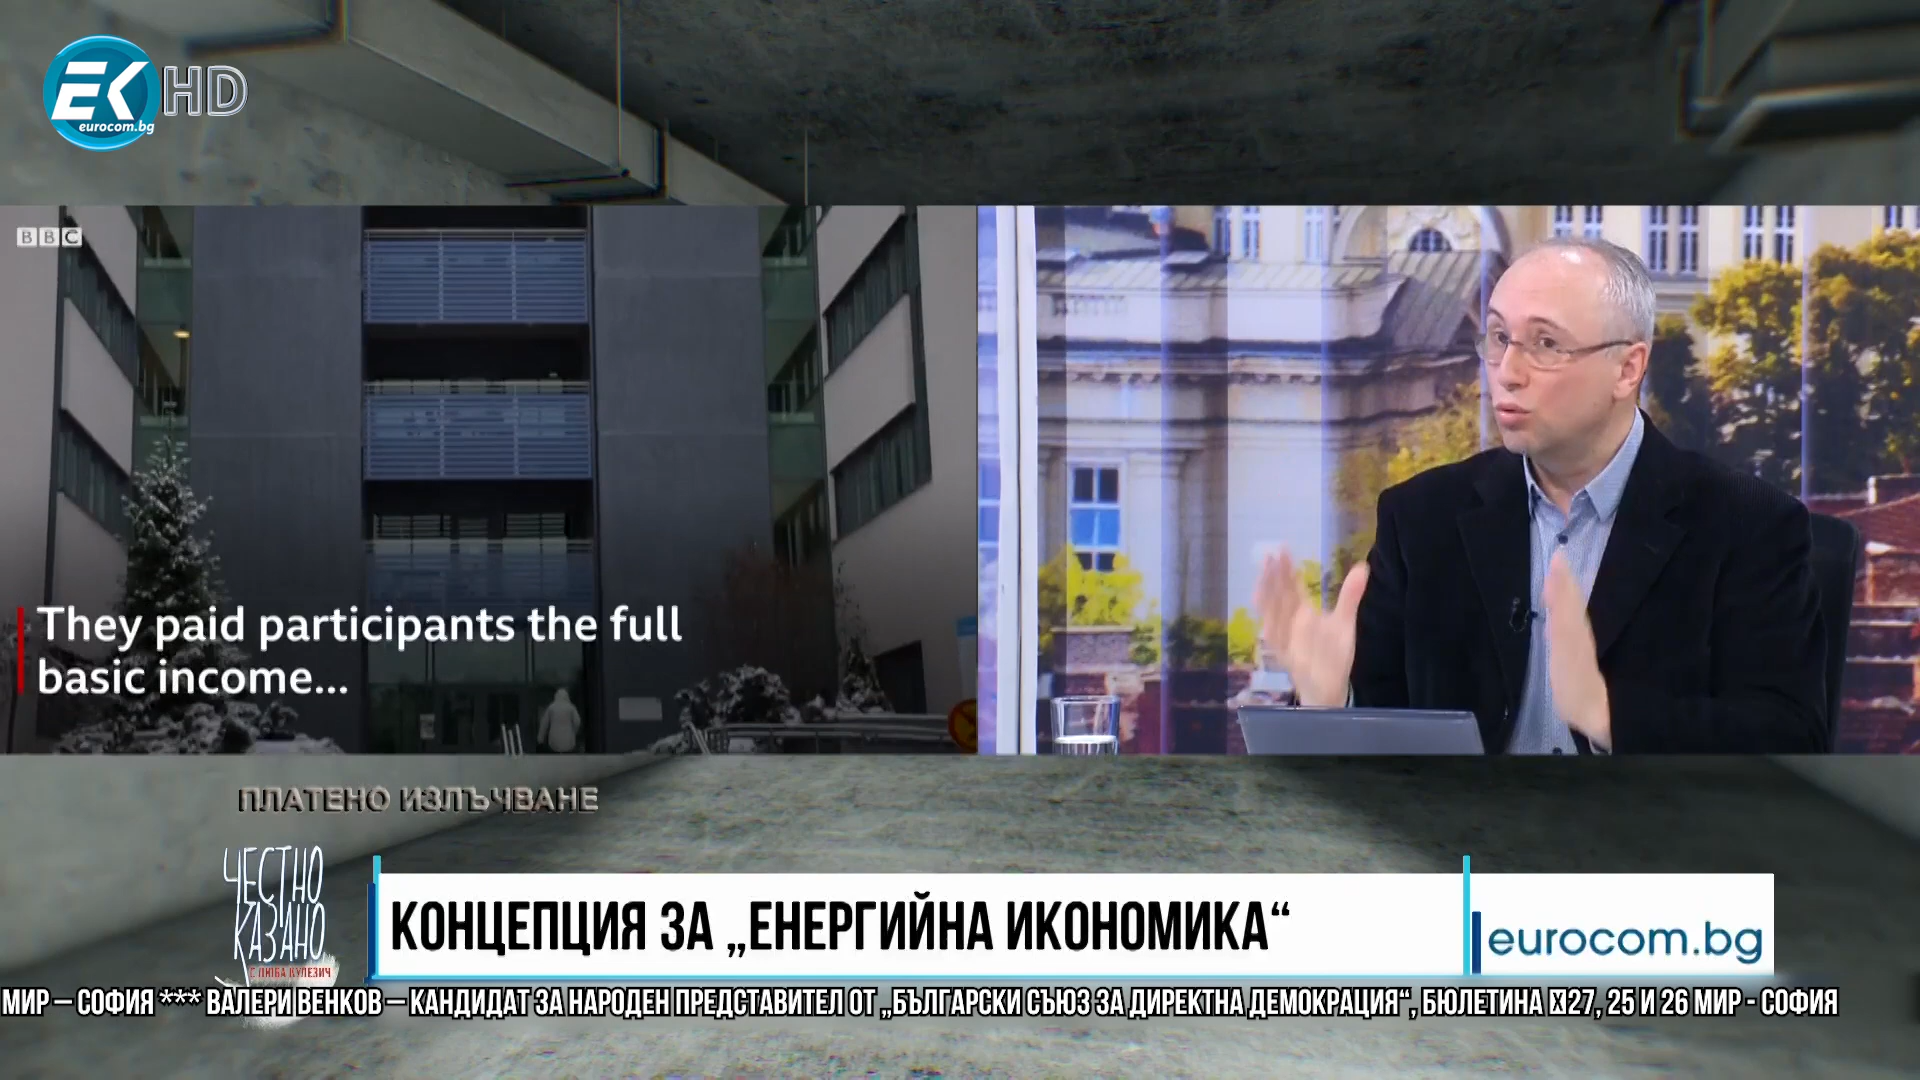 EK HD
eurocom.bg
BBC
They paid participants the full
basic income...
ПЛАТЕНО ИЗЛЪЧВАНЕ
ЧЕСТНО
КАЗАНО
С ЛЮБА КУЛЕЗИЧ
КОНЦЕПЦИЯ ЗА „ЕНЕРГИЙНА ИКОНОМИКА“
eurocom.bg
МИР – СОФИЯ *** ВАЛЕРИ ВЕНКОВ – КАНДИДАТ ЗА НАРОДЕН ПРЕДСТАВИТЕЛ ОТ „БЪЛГАРСКИ СЪЮЗ ЗА ДИРЕКТНА ДЕМОКРАЦИЯ“, БЮЛЕТИНА 27, 25 И 26 МИР - СОФИЯ